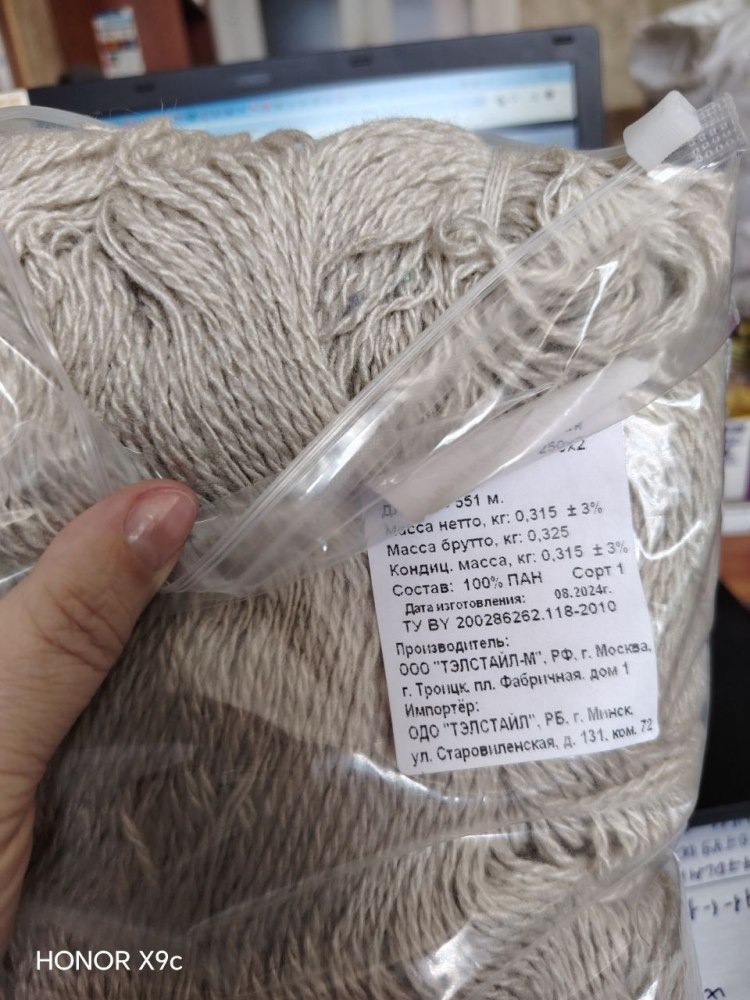 250х2
551 м.
Масса нетто, кг: 0,315 ± 3%
Масса брутто, кг: 0,325
Кондиц. масса, кг: 0,315 ± 3%
Состав: 100% ПАН Сорт 1
Дата изготовления: 08.2024г.
ТУ BY 200286262.118-2010
Производитель:
ООО "ТЭЛСТАЙЛ-М", РФ, г. Москва,
г. Троицк, пл. Фабричная, дом 1
Импортёр:
ОДО "ТЭЛСТАЙЛ", РБ, г. Минск,
ул. Старовиленская, д. 131, ком. 72
HONOR X9c